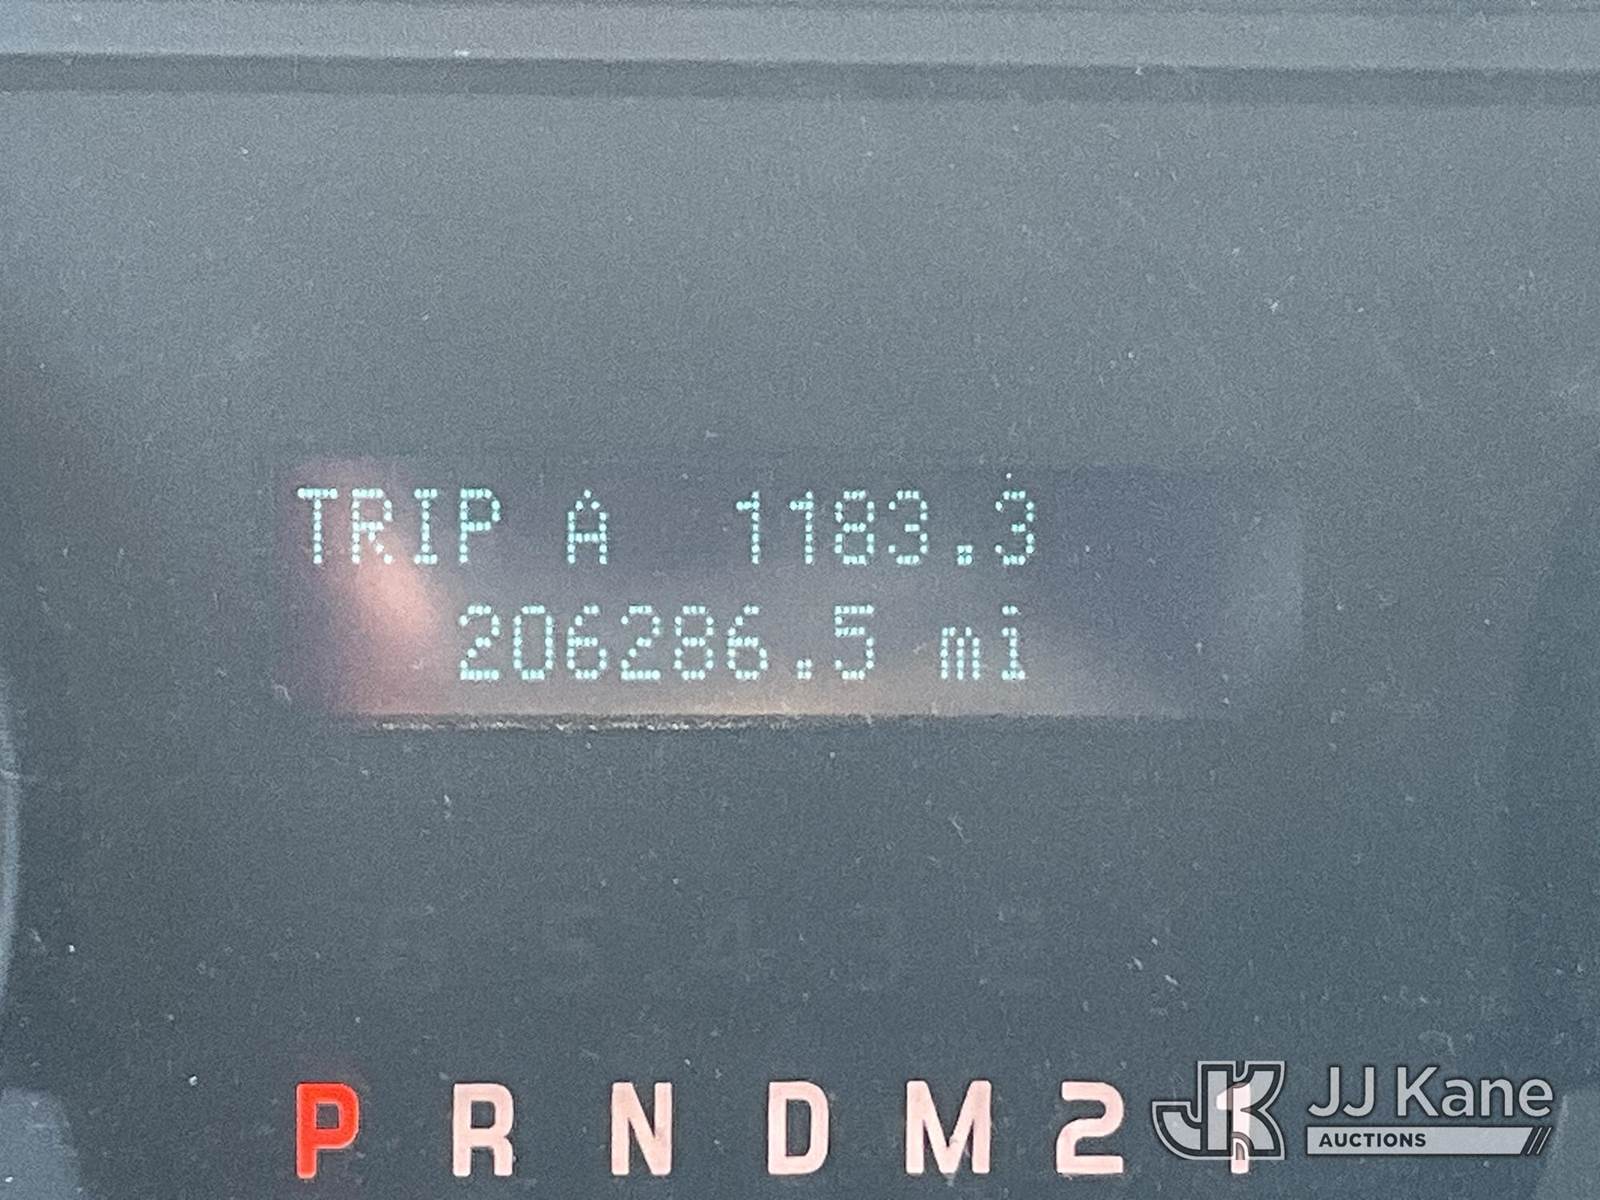 TRIP A 1183.3
206286.5 mi
P R N D M 2 1
JJ Kane
AUCTIONS